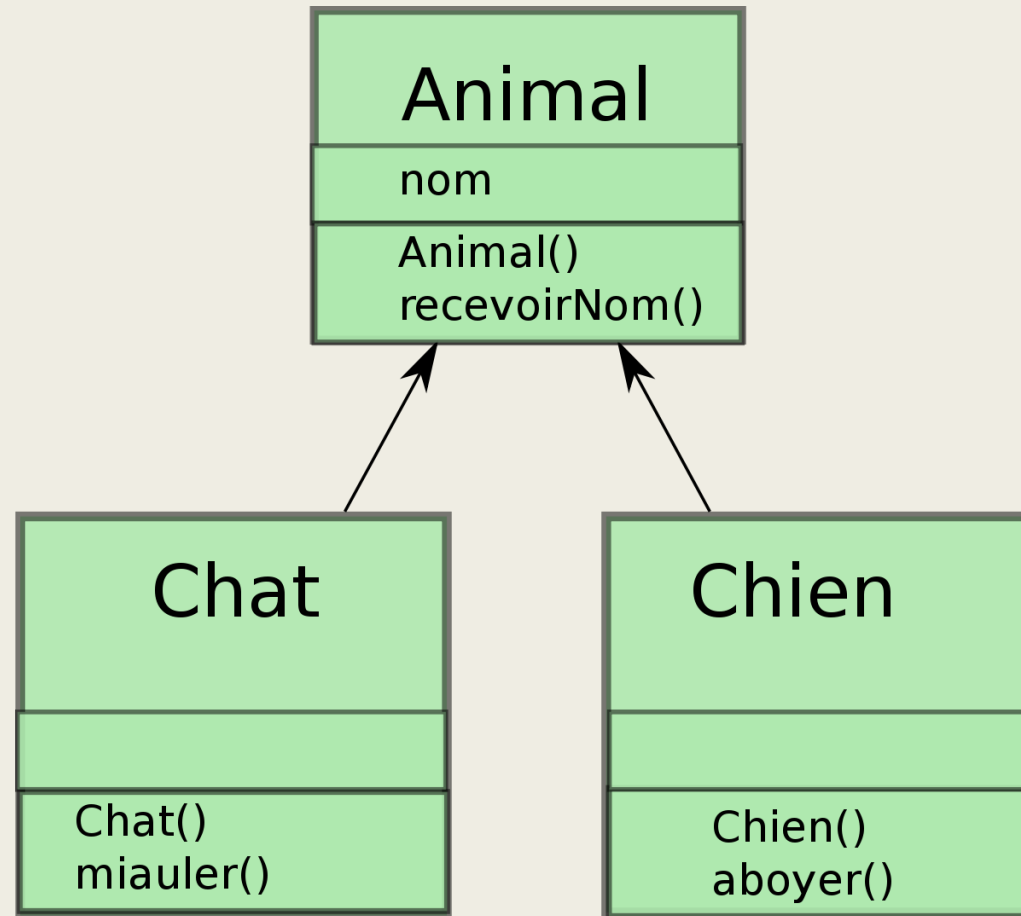 Animal
nom
Animal()
recevoirNom()
Chat
Chat()
miauler()
Chien
Chien()
aboyer()